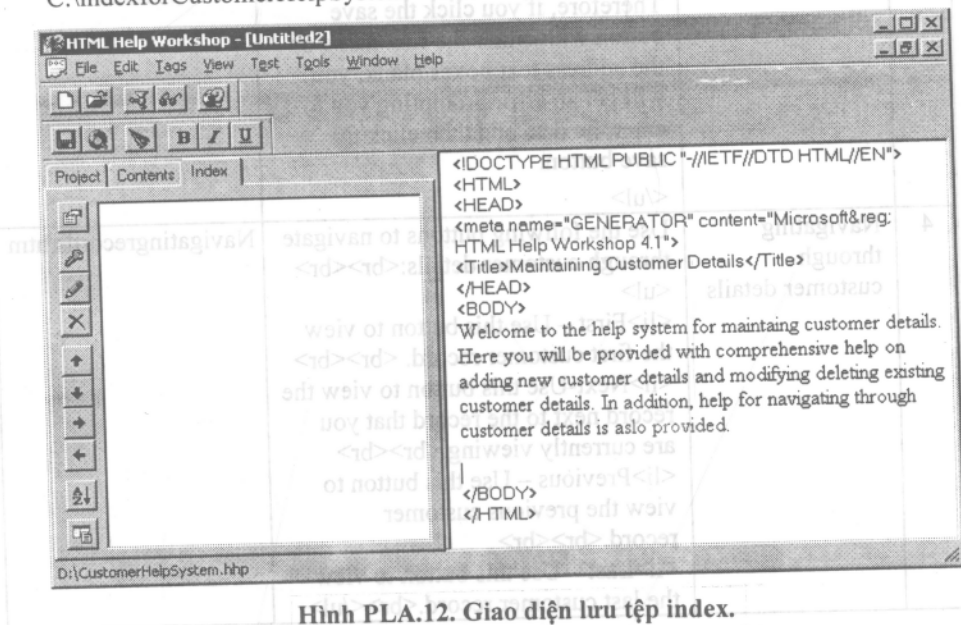 HTML Help Workshop - [Untitled2]
File Edit Tags View Test Tools Window Help
B I U
Project Contents Index
<!DOCTYPE HTML PUBLIC "-//IETF//DTD HTML//EN">
<HTML>
<HEAD>
<meta name="GENERATOR" content="Microsoft&reg;
HTML Help Workshop 4.1">
<Title>Maintaining Customer Details</Title>
</HEAD>
<BODY>
Welcome to the help system for maintaing customer details.
Here you will be provided with comprehensive help on
adding new customer details and modifying deleting existing
customer details. In addition, help for navigating through
customer details is aslo provided.
</BODY>
</HTML>
D:\CustomerHelpSystem.hhp
Hình PLA.12. Giao diện lưu tệp index.